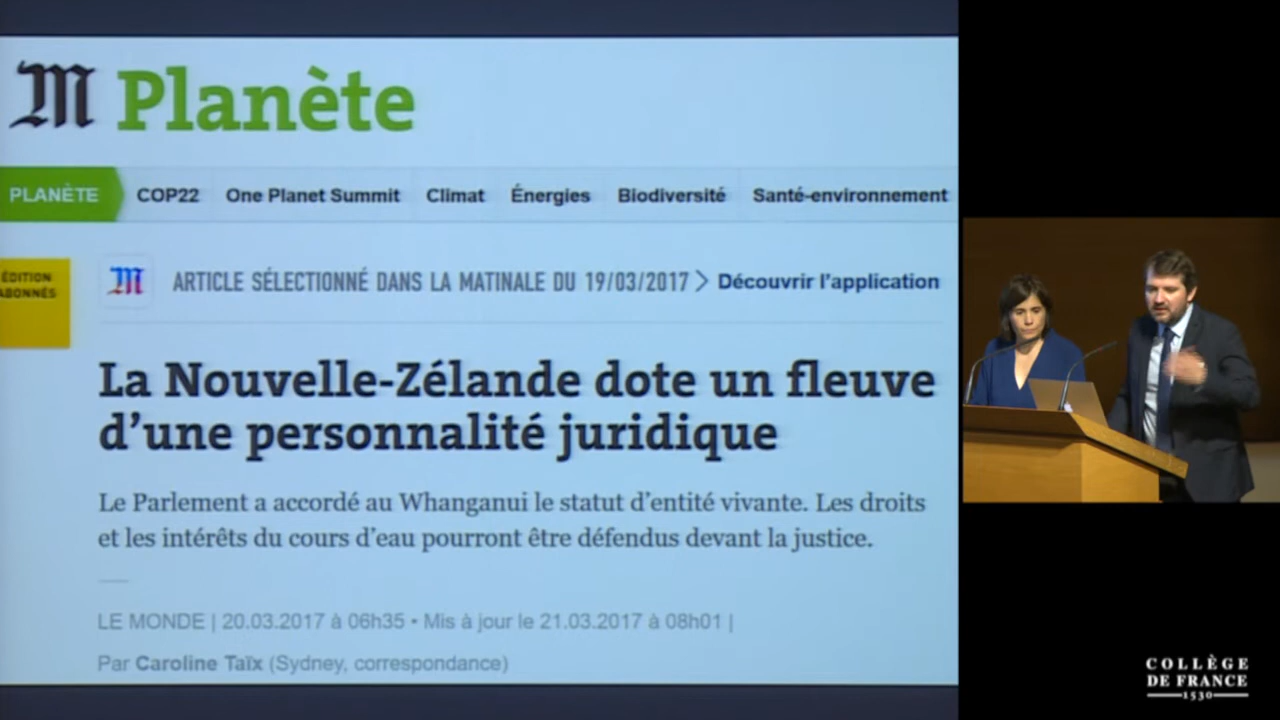 M Planète
PLANÈTE COP22 One Planet Summit Climat Énergies Biodiversité Santé-environnement
ÉDITION
ABONNÉS
ARTICLE SÉLECTIONNÉ DANS LA MATINALE DU 19/03/2017 > Découvrir l'application
La Nouvelle-Zélande dote un fleuve
d'une personnalité juridique
Le Parlement a accordé au Whanganui le statut d'entité vivante. Les droits
et les intérêts du cours d'eau pourront être défendus devant la justice.
LE MONDE | 20.03.2017 à 06h35 • Mis à jour le 21.03.2017 à 08h01 |
Par Caroline Taïx (Sydney, correspondance)
COLLÈGE
DE FRANCE
1530